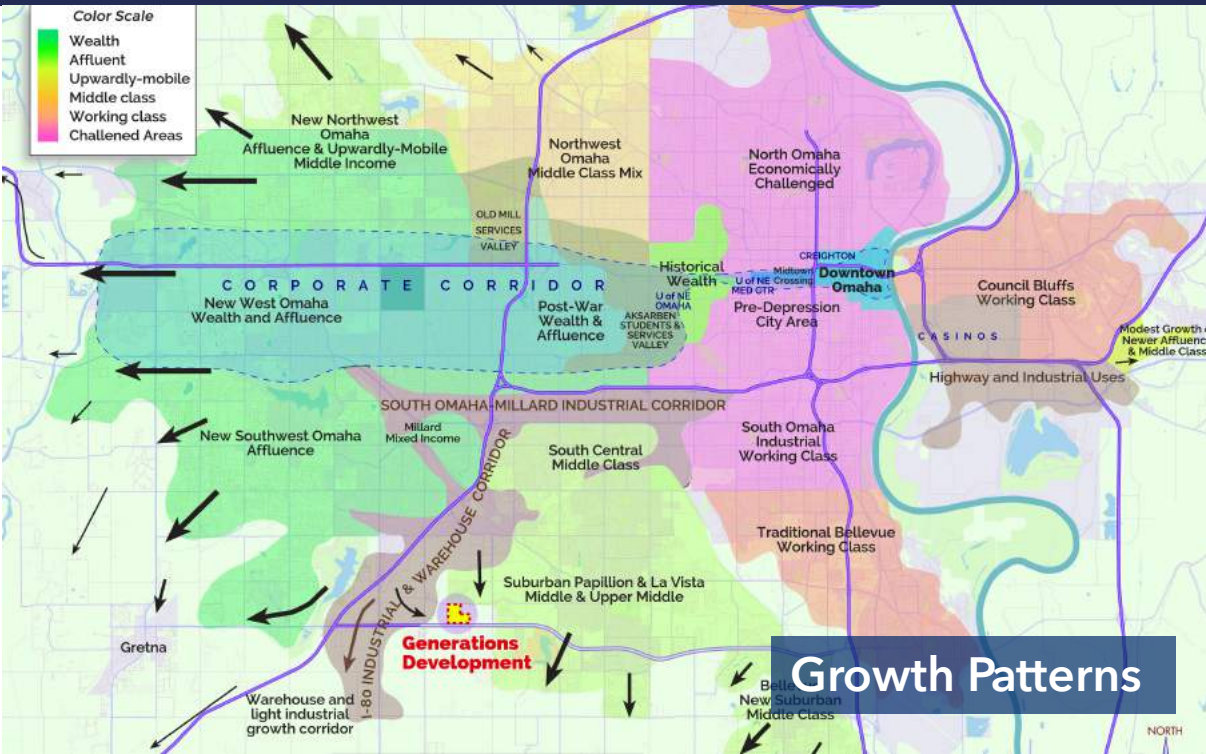 Color Scale
Wealth
Affluent
Upwardly-mobile
Middle class
Working class
Challened Areas
New Northwest
Omaha
Affluence & Upwardly-Mobile
Middle Income
Northwest
Omaha
Middle Class Mix
North Omaha
Economically
Challenged
OLD MILL
SERVICES
VALLEY
CORPORATE CORRIDOR
New West Omaha
Wealth and Affluence
Post-War
Wealth &
Affluence
Historical
Wealth
U of NE
OMAHA
AKSARBEN
STUDENTS &
SERVICES
VALLEY
CREIGHTON
Midtown
Crossing
U of NE
MED CTR
Downtown
Omaha
Pre-Depression
City Area
Council Bluffs
Working Class
CASINOS
Modest Growth
Newer Affluenc
& Middle Class
Highway and Industrial Uses
SOUTH OMAHA-MILLARD INDUSTRIAL CORRIDOR
New Southwest Omaha
Affluence
Millard
Mixed Income
South Central
Middle Class
South Omaha
Industrial
Working Class
Traditional Bellevue
Working Class
I-80 INDUSTRIAL & WAREHOUSE CORRIDOR
Suburban Papillion & La Vista
Middle & Upper Middle
Gretna
Generations
Development
Warehouse and
light industrial
growth corridor
Growth Patterns
Belle
New Suburban
Middle Class
NORTH